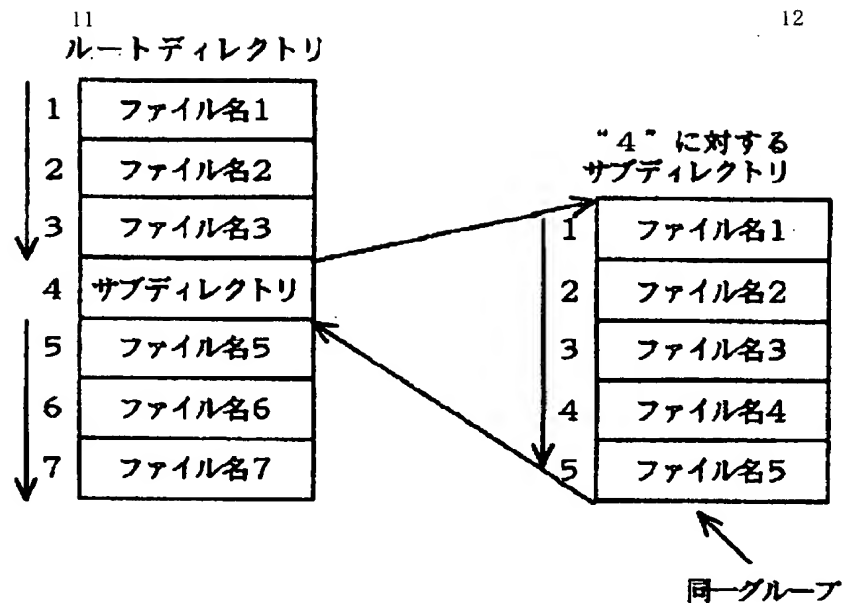 11
12
ルートディレクトリ
1 ファイル名1
2 ファイル名2
3 ファイル名3
4 サブディレクトリ
5 ファイル名5
6 ファイル名6
7 ファイル名7
“4”に対する
サブディレクトリ
1 ファイル名1
2 ファイル名2
3 ファイル名3
4 ファイル名4
5 ファイル名5
同一グループ